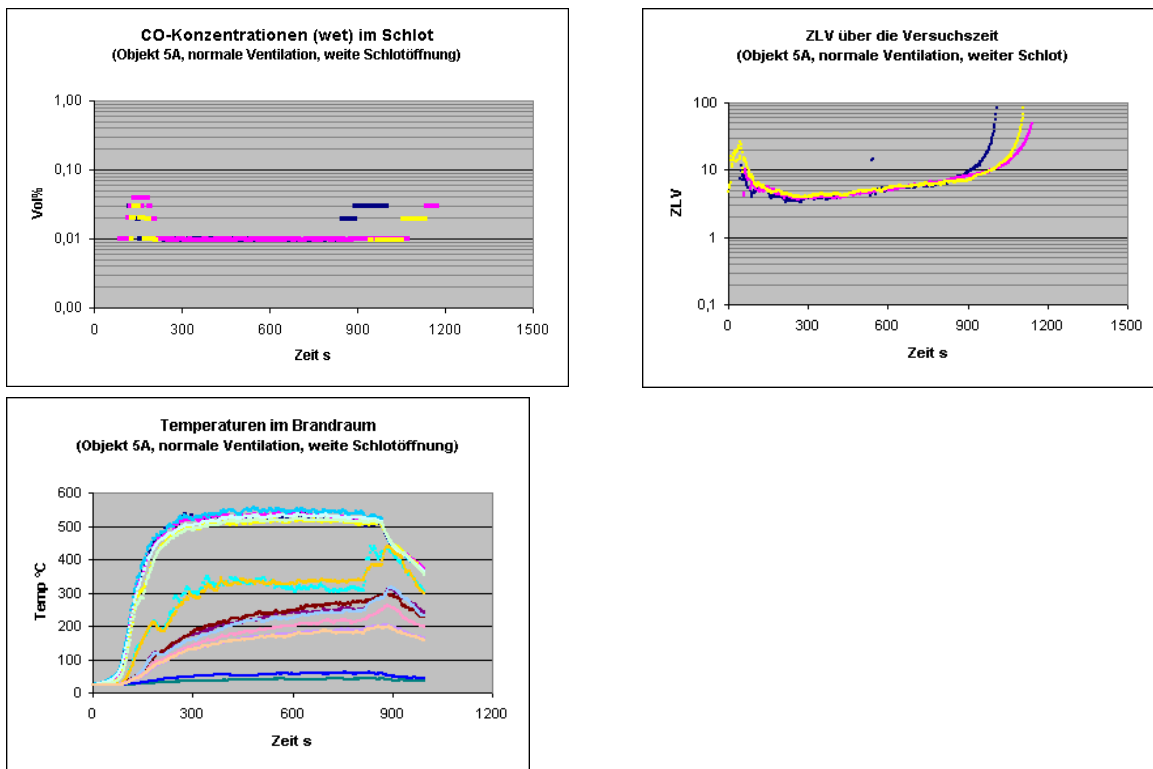 CO-Konzentrationen (wet) im Schlot
(Objekt 5A, normale Ventilation, weite Schlotöffnung)
1,00
0,10
0,01
0,00
Vol%
0 300 600 900 1200 1500
Zeit s
ZLV über die Versuchszeit
(Objekt 5A, normale Ventilation, weiter Schlot)
100
10
1
0,1
ZLV
0 300 600 900 1200 1500
Zeit s
Temperaturen im Brandraum
(Objekt 5A, normale Ventilation, weite Schlotöffnung)
600
500
400
300
200
100
0
Temp °C
0 300 600 900 1200
Zeit s